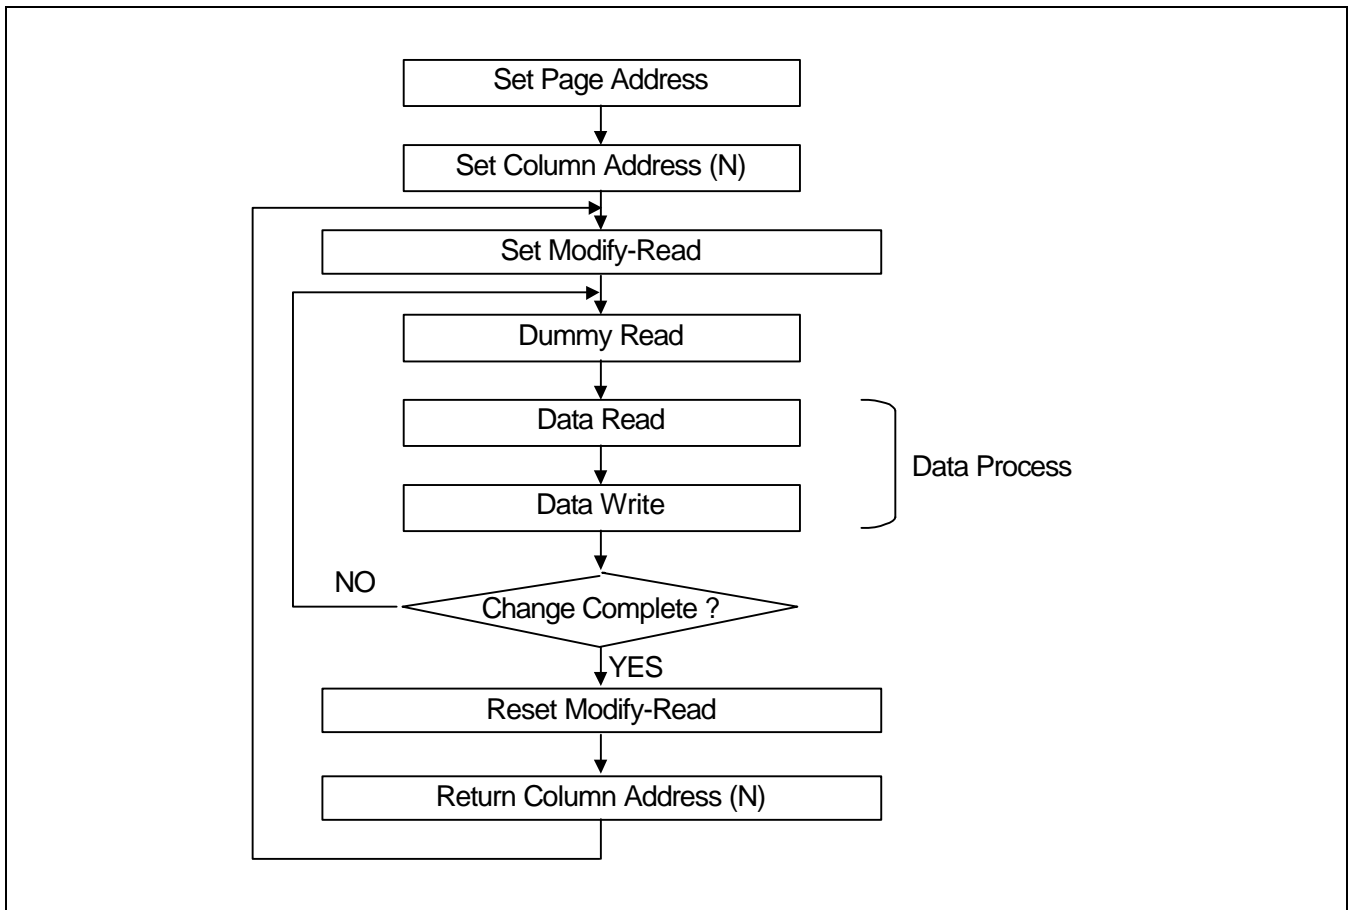 Set Page Address
Set Column Address (N)
Set Modify-Read
Dummy Read
Data Read
Data Process
Data Write
NO
Change Complete ?
YES
Reset Modify-Read
Return Column Address (N)